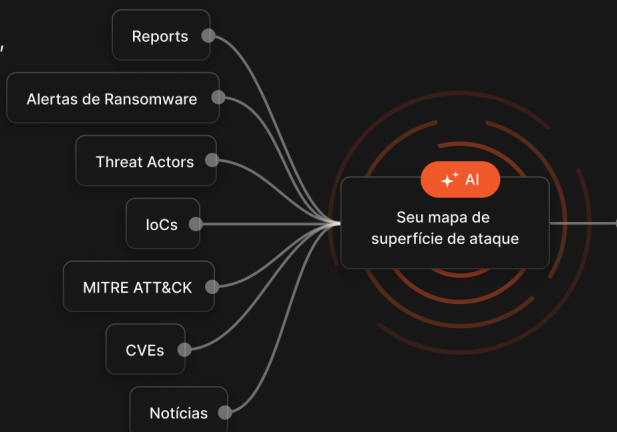 Reports
Alertas de Ransomware
Threat Actors
IoCs
MITRE ATT&CK
CVEs
Notícias
AI
Seu mapa de
superfície de ataque